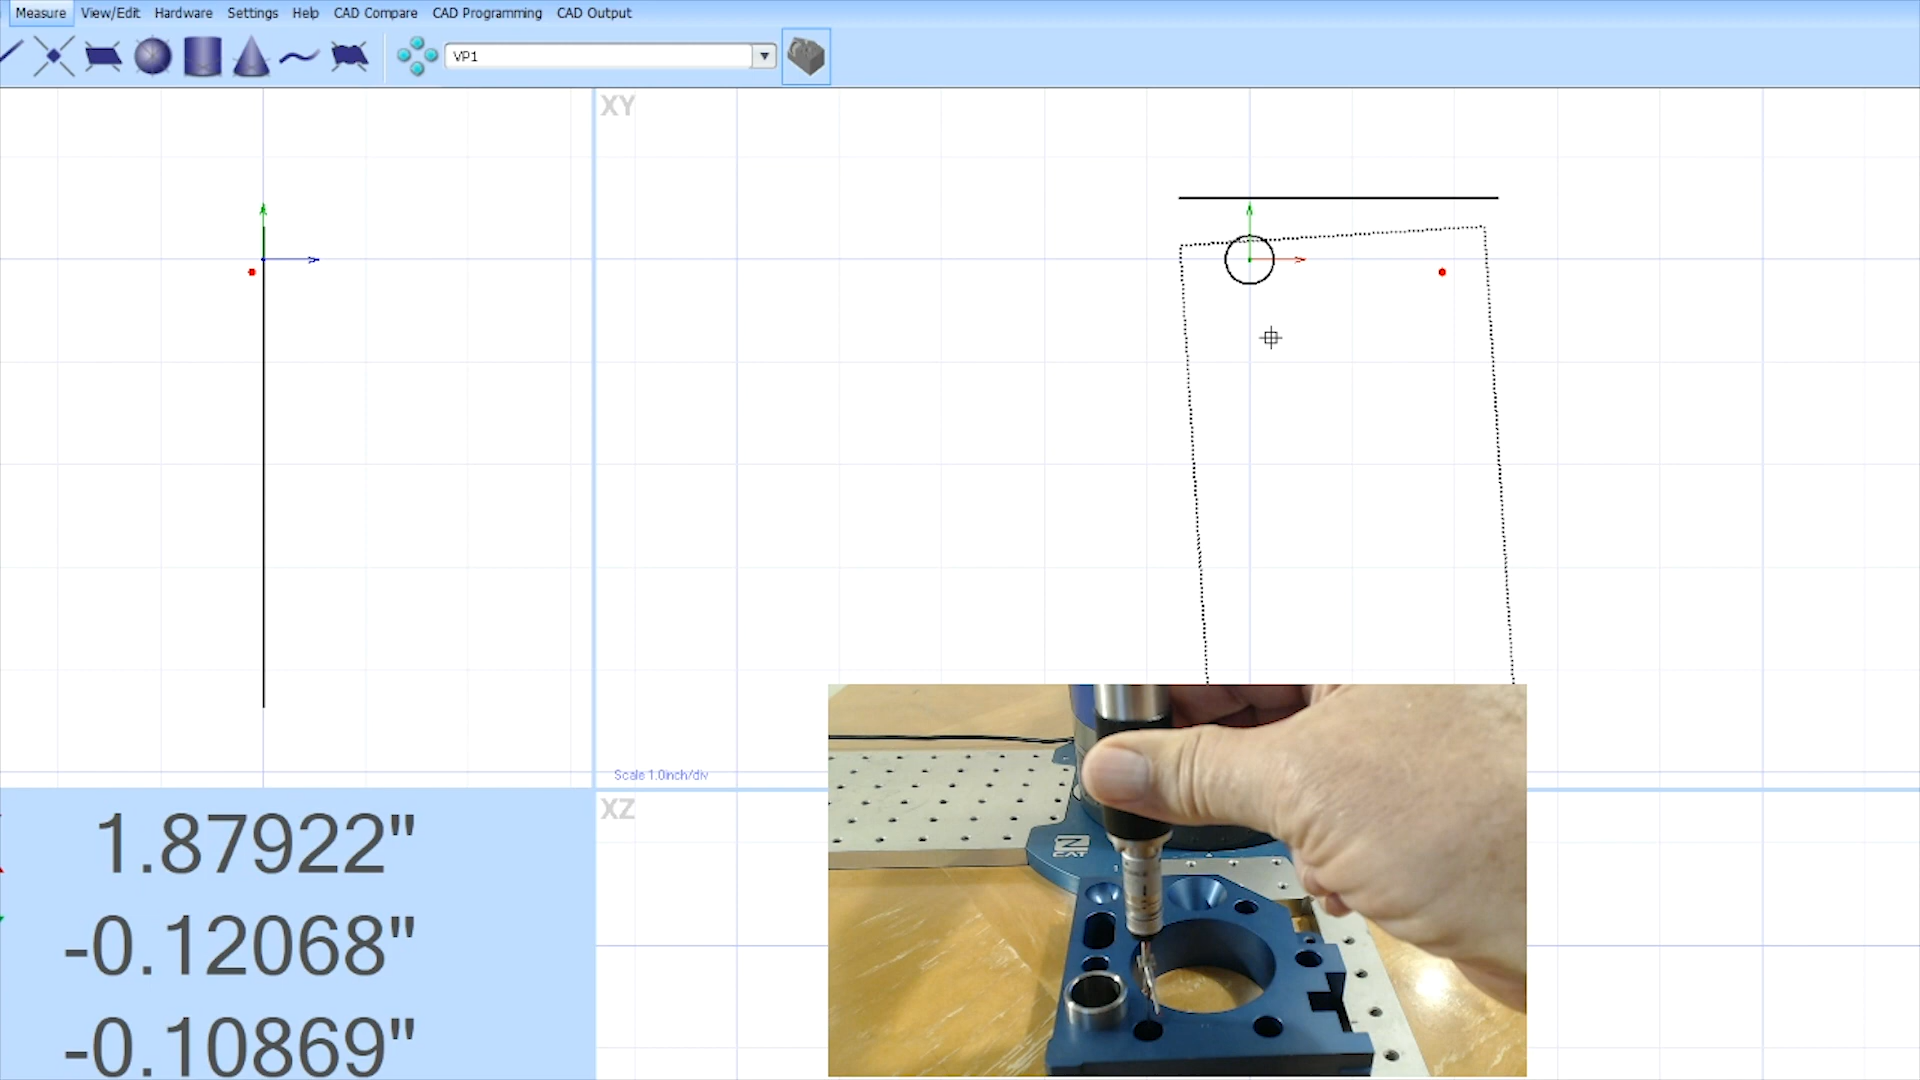 Measure View/Edit Hardware Settings Help CAD Compare CAD Programming CAD Output
VP1
XY
Scale 1.0inch/div
XZ
1.87922"
-0.12068"
-0.10869"